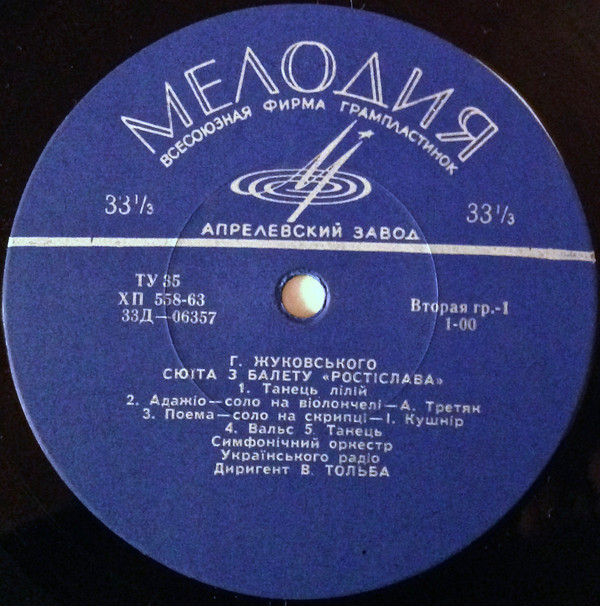 МЕЛОДИЯ
ВСЕСОЮЗНАЯ ФИРМА ГРАМПЛАСТИНОК
33 1/3
33 1/3
АПРЕЛЕВСКИЙ ЗАВОД
ТУ 35
ХП 558-63
33Д—06357
Вторая гр.-I
1-00
Г. ЖУКОВСЬКОГО
СЮЇТА З БАЛЕТУ «РОСТІСЛАВА»
1. Танець лілій
2. Адажіо—соло на віолончелі—А. Третяк
3. Поема—соло на скрипці—І. Кушнір
4. Вальс 5. Танець
Симфонічний оркестр
Українського радіо
Диригент В. ТОЛЬБА